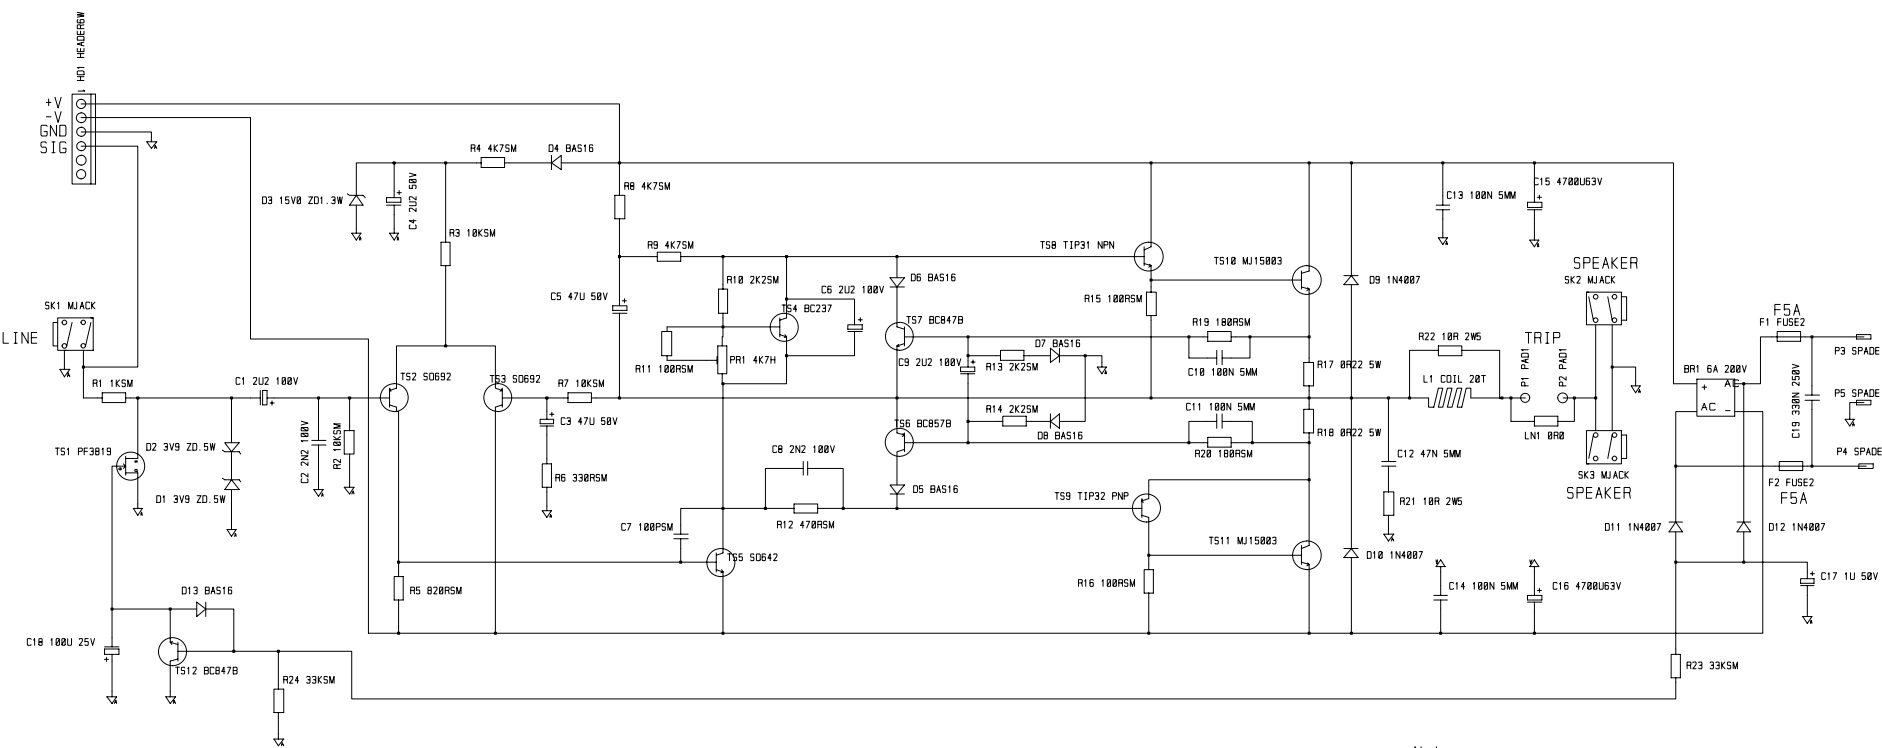 HD1 HEADER6W
1
+V
-V
GND
SIG
R4 4K7SM
D4 BAS16
D3 15V0 ZD1.3W
C4 2U2 50V
R3 10KSM
R8 4K7SM
R9 4K7SM
C5 47U 50V
R10 2K2SM
C6 2U2 100V
TS4 BC237
R11 100RSM
PR1 4K7H
D6 BAS16
TS7 BC847B
C9 2U2 100V
D7 BAS16
R13 2K2SM
R14 2K2SM
D8 BAS16
TS6 BC857B
D5 BAS16
TS8 TIP31 NPN
TS10 MJ15003
R15 100RSM
R19 180RSM
C10 100N 5MM
R17 0R22 5W
C11 100N 5MM
R18 0R22 5W
R20 180RSM
TS9 TIP32 PNP
TS11 MJ15003
R16 100RSM
D9 1N4007
D10 1N4007
C13 100N 5MM
C15 4700U63V
R22 10R 2W5
L1 COIL 20T
TRIP
P1 PAD1
P2 PAD1
LN1 0R0
C12 47N 5MM
R21 10R 2W5
C14 100N 5MM
C16 4700U63V
SPEAKER
SK2 MJACK
SK3 MJACK
SPEAKER
BR1 6A 200V
+
AC
AC
-
F5A
F1 FUSE2
P3 SPADE
C19 330N 250V
P5 SPADE
P4 SPADE
F2 FUSE2
F5A
D11 1N4007
D12 1N4007
C17 1U 50V
R23 33KSM
SK1 MJACK
LINE
R1 1KSM
C1 2U2 100V
TS1 PF3819
D2 3V9 ZD.5W
D1 3V9 ZD.5W
C2 2N2 100V
R2 10KSM
TS2 SO692
TS3 SO692
R7 10KSM
C3 47U 50V
R6 330RSM
C8 2N2 100V
R12 470RSM
C7 100PSM
TS5 SO642
R5 820RSM
D13 BAS16
C18 100U 25V
TS12 BC847B
R24 33KSM